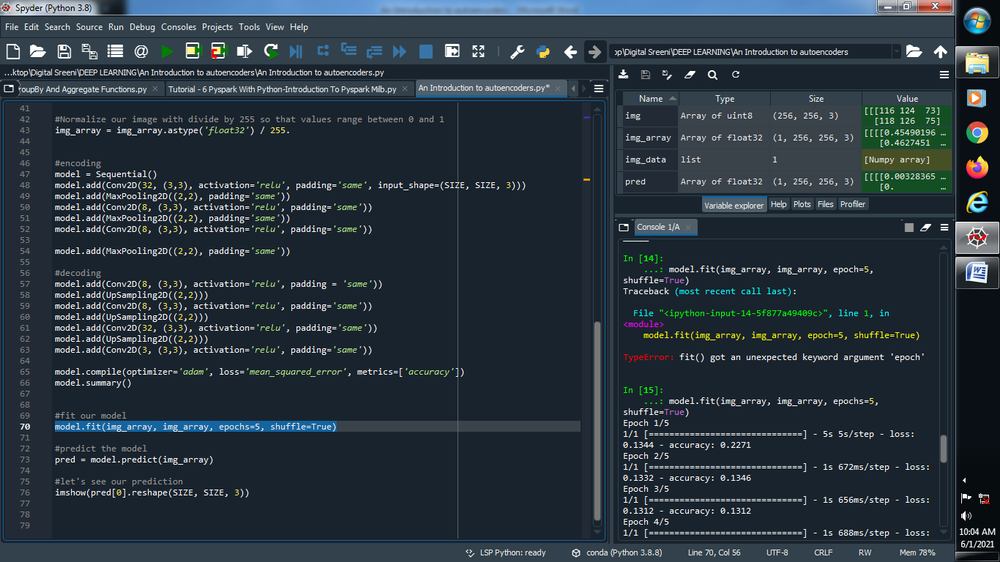 Spyder (Python 3.8)
An Introduction to autoencoders - Microsoft Word
File Edit Search Source Run Debug Consoles Projects Tools View Help
op\Digital Sreeni\DEEP LEARNING\An Introduction to autoencoders
...ktop\Digital Sreeni\DEEP LEARNING\An Introduction to autoencoders\An Introduction to autoencoders.py
roupBy And Aggregate Functions.py Tutorial - 6 Pyspark With Python-Introduction To Pyspark Mlib.py An Introduction to autoencoders.py*
41
42 #Normalize our image with divide by 255 so that values range between 0 and 1
43 img_array = img_array.astype('float32') / 255.
44
45
46 #encoding
47 model = Sequential()
48 model.add(Conv2D(32, (3,3), activation='relu', padding='same', input_shape=(SIZE, SIZE, 3)))
49 model.add(MaxPooling2D((2,2), padding='same'))
50 model.add(Conv2D(8, (3,3), activation='relu', padding='same'))
51 model.add(MaxPooling2D((2,2), padding='same'))
52 model.add(Conv2D(8, (3,3), activation='relu', padding='same'))
53
54 model.add(MaxPooling2D((2,2), padding='same'))
55
56 #decoding
57 model.add(Conv2D(8, (3,3), activation='relu', padding = 'same'))
58 model.add(UpSampling2D((2,2)))
59 model.add(Conv2D(8, (3,3), activation='relu', padding='same'))
60 model.add(UpSampling2D((2,2)))
61 model.add(Conv2D(32, (3,3), activation='relu', padding='same'))
62 model.add(UpSampling2D((2,2)))
63 model.add(Conv2D(3, (3,3), activation='relu', padding='same'))
64
65 model.compile(optimizer='adam', loss='mean_squared_error', metrics=['accuracy'])
66 model.summary()
67
68
69 #fit our model
70 model.fit(img_array, img_array, epochs=5, shuffle=True)
71
72 #predict the model
73 pred = model.predict(img_array)
74
75 #let's see our prediction
76 imshow(pred[0].reshape(SIZE, SIZE, 3))
77
78
79
Name Type Size Value
img Array of uint8 (256, 256, 3) [[[116 124 73]
[118 126 75]
img_array Array of float32 (1, 256, 256, 3) [[[[0.45490196 ...
[0.4627451 ...
img_data list 1 [Numpy array]
pred Array of float32 (1, 256, 256, 3) [[[[0.00328365 ...
[0. ...
Variable explorer Help Plots Files Profiler
Console 1/A
In [14]:
...: model.fit(img_array, img_array, epoch=5,
shuffle=True)
Traceback (most recent call last):
File "<ipython-input-14-5f877a49409c>", line 1, in
<module>
model.fit(img_array, img_array, epoch=5, shuffle=True)
TypeError: fit() got an unexpected keyword argument 'epoch'
In [15]:
...: model.fit(img_array, img_array, epochs=5,
shuffle=True)
Epoch 1/5
1/1 [==============================] - 5s 5s/step - loss:
0.1344 - accuracy: 0.2271
Epoch 2/5
1/1 [==============================] - 1s 672ms/step - loss:
0.1332 - accuracy: 0.1346
Epoch 3/5
1/1 [==============================] - 1s 656ms/step - loss:
0.1312 - accuracy: 0.1312
Epoch 4/5
1/1 [==============================] - 1s 688ms/step - loss:
LSP Python: ready conda (Python 3.8.8) Line 70, Col 56 UTF-8 CRLF RW Mem 78%
10:04 AM
6/1/2021